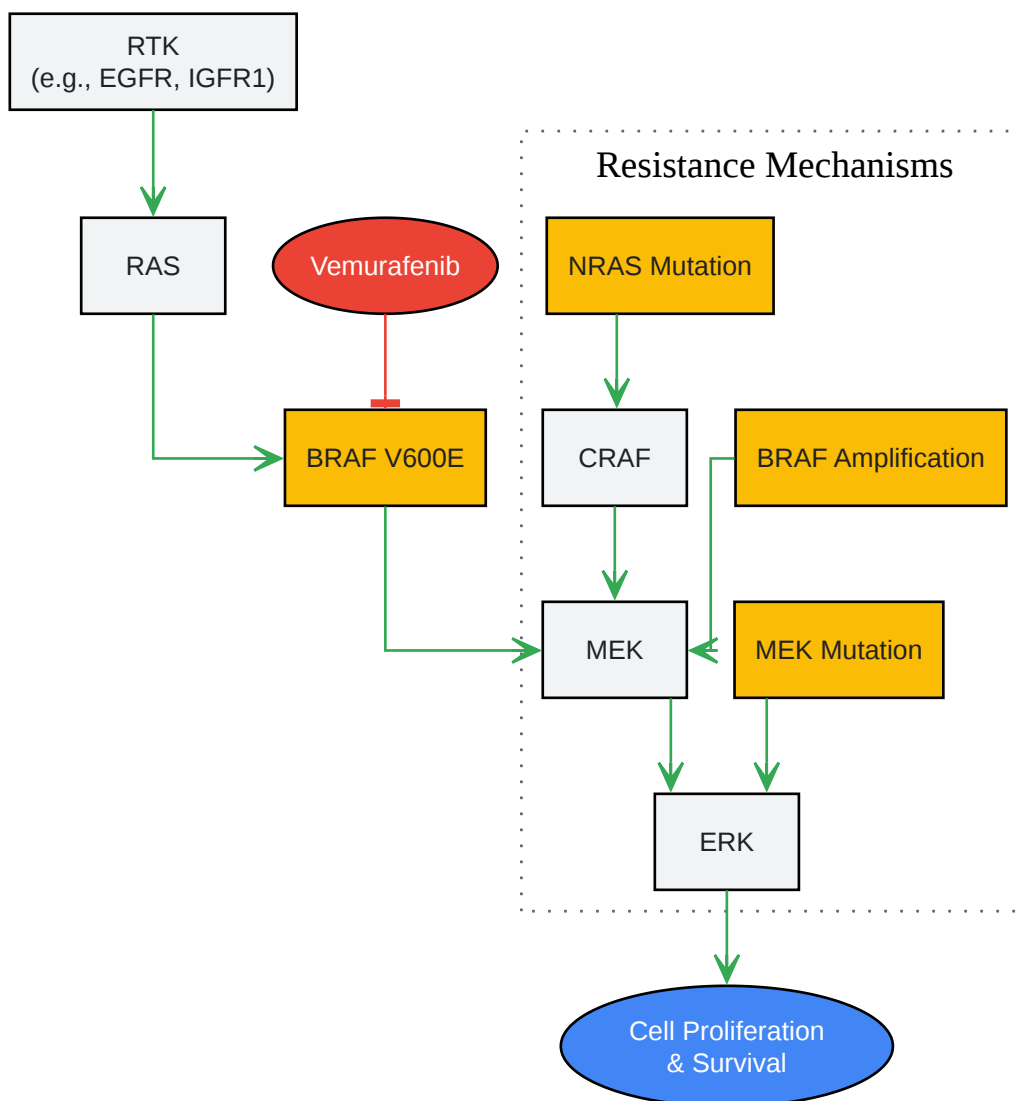 RTK
(e.g., EGFR, IGFR1)
Resistance Mechanisms
RAS
Vemurafenib
NRAS Mutation
BRAF V600E
CRAF
BRAF Amplification
MEK
MEK Mutation
ERK
Cell Proliferation
& Survival